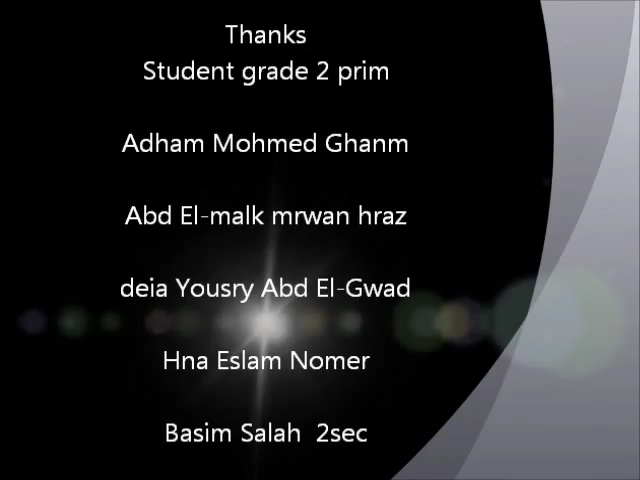 Thanks
Student grade 2 prim
Adham Mohmed Ghanm
Abd El-malk mrwan hraz
deia Yousry Abd El-Gwad
Hna Eslam Nomer
Basim Salah  2sec